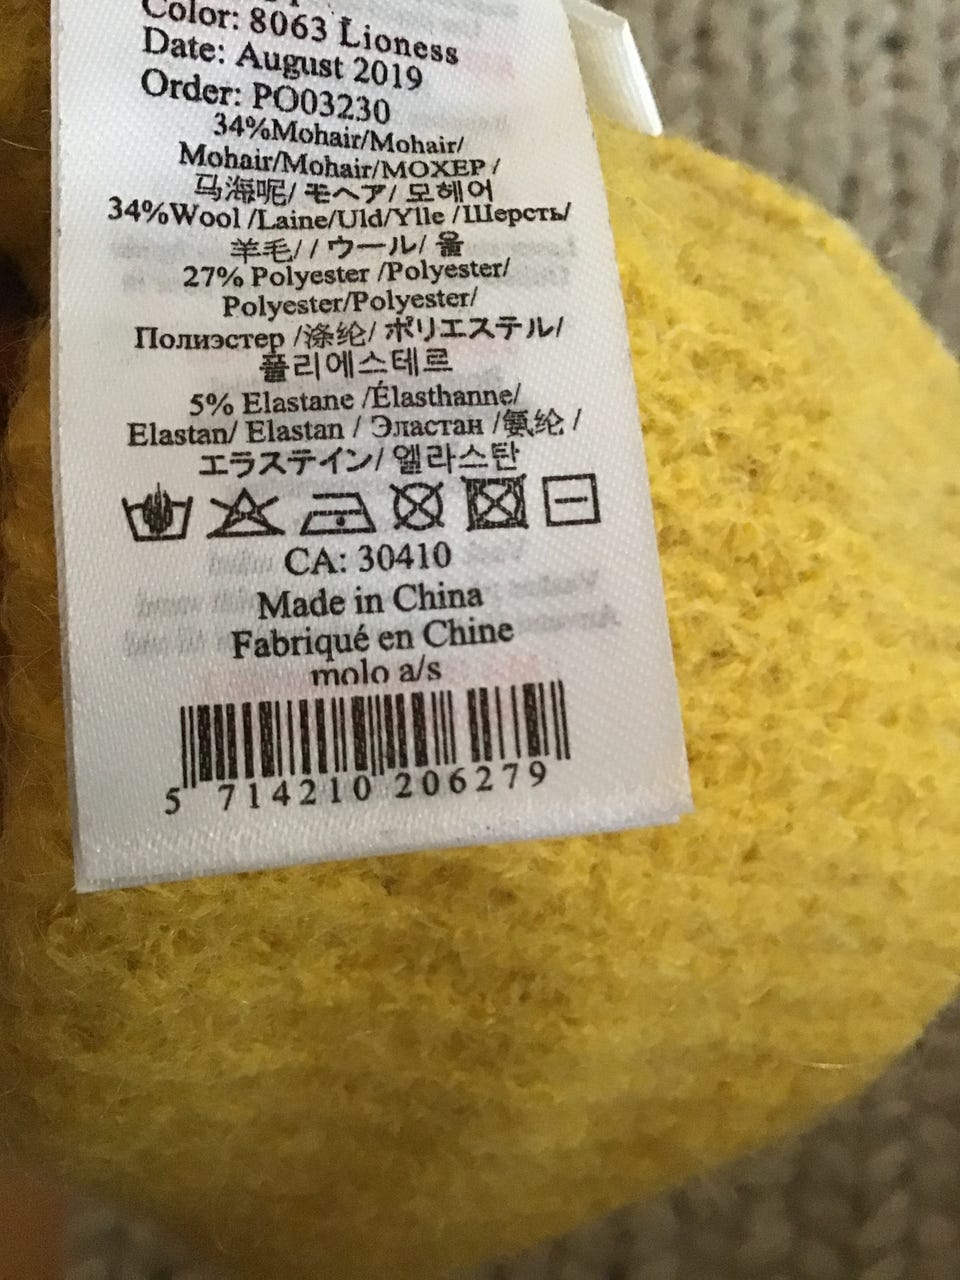 Color: 8063 Lioness
Date: August 2019
Order: PO03230
34%Mohair/Mohair/
Mohair/Mohair/МОХЕР /
马海呢/ モヘア/ 모헤어
34%Wool /Laine/Uld/Ylle /Шерсть/
羊毛/ / ウール/ 울
27% Polyester /Polyester/
Polyester/Polyester/
Полиэстер /涤纶/ ポリエステル/
폴리에스테르
5% Elastane /Élasthanne/
Elastan/ Elastan / Эластан /氨纶 /
エラステイン/ 엘라스탄
CA: 30410
Made in China
Fabriqué en Chine
molo a/s
5 714210 206279